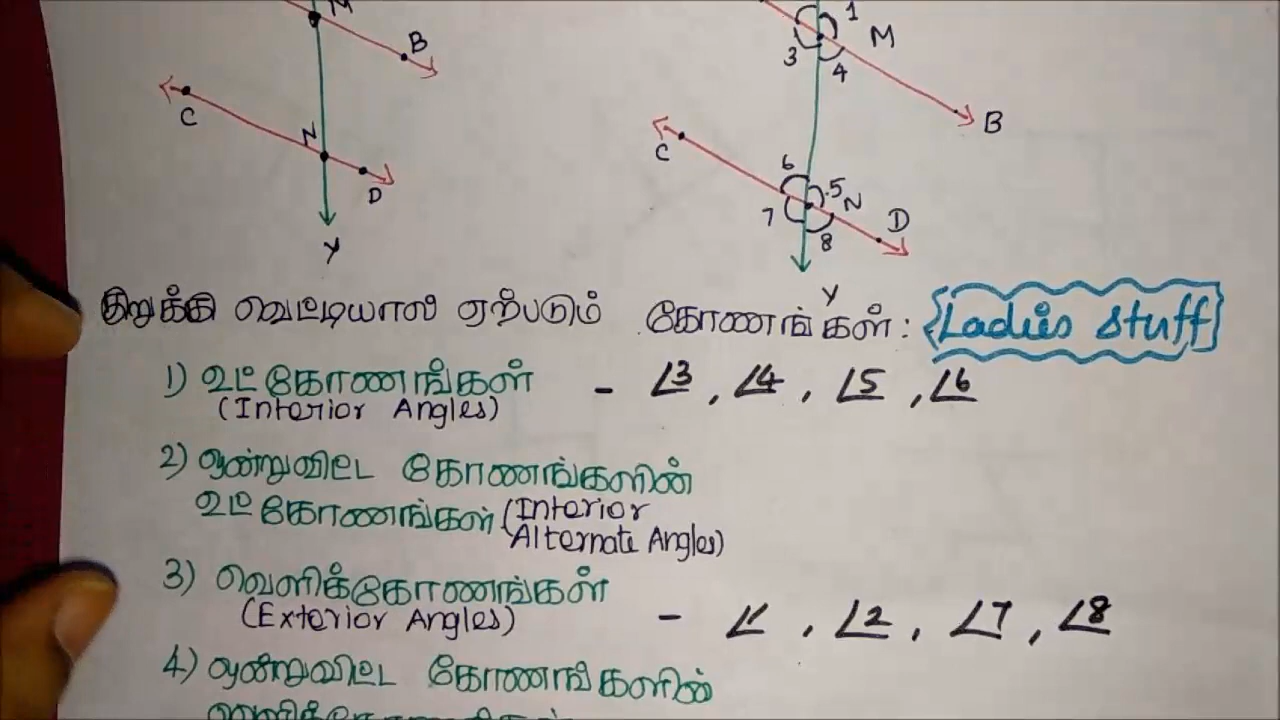 M
B
C
N
D
Y
1
M
3
4
B
C
6
5
N
7
8
D
Y
குறுக்கு வெட்டியால் ஏற்படும் கோணங்கள் : {Ladies stuff}
1) உட்கோணங்கள் - ∠3, ∠4, ∠5, ∠6
(Interior Angles)
2) ஒன்றுவிட்ட கோணங்களின்
உட்கோணங்கள் (Interior
Alternate Angles)
3) வெளிக்கோணங்கள்
(Exterior Angles) - ∠1, ∠2, ∠7, ∠8
4) ஒன்றுவிட்ட கோணங்களின்